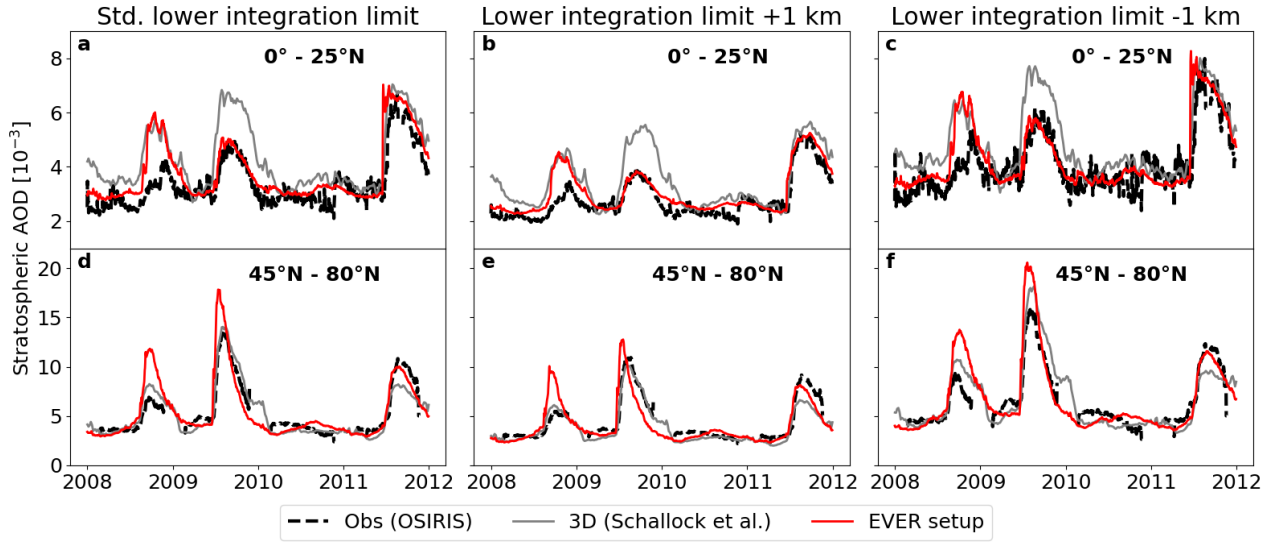 Std. lower integration limit
Lower integration limit +1 km
Lower integration limit -1 km
Stratospheric AOD [10⁻³]
a
0° - 25°N
b
0° - 25°N
c
0° - 25°N
8
6
4
2
d
45°N - 80°N
e
45°N - 80°N
f
45°N - 80°N
20
15
10
5
0
2008 2009 2010 2011 2012
2008 2009 2010 2011 2012
2008 2009 2010 2011 2012
Obs (OSIRIS) 3D (Schallock et al.) EVER setup